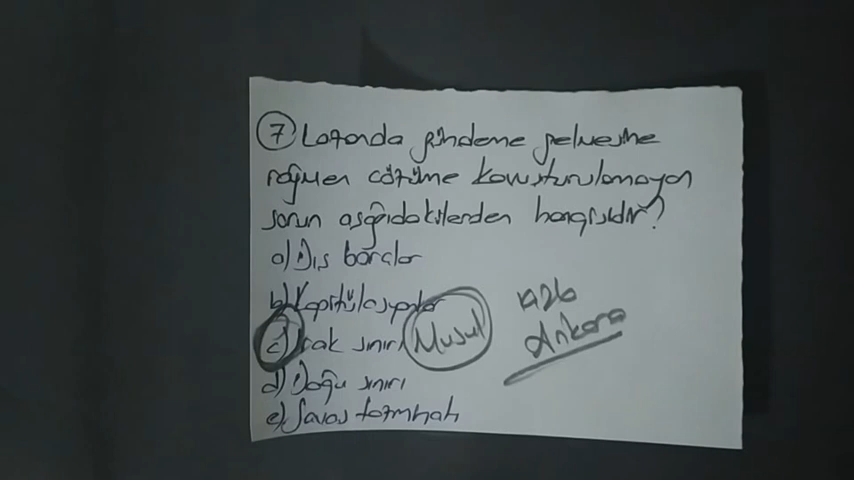 7 Lozanda gündeme gelmesine
rağmen çözüme kavuşturulamayan
sorun aşağıdakilerden hangisidir?
a) Dış borçlar
b) Kapitülasyonlar
c) Irak sınırı Musul 1926 Ankara
d) Doğu sınırı
e) Savaş tazminatı